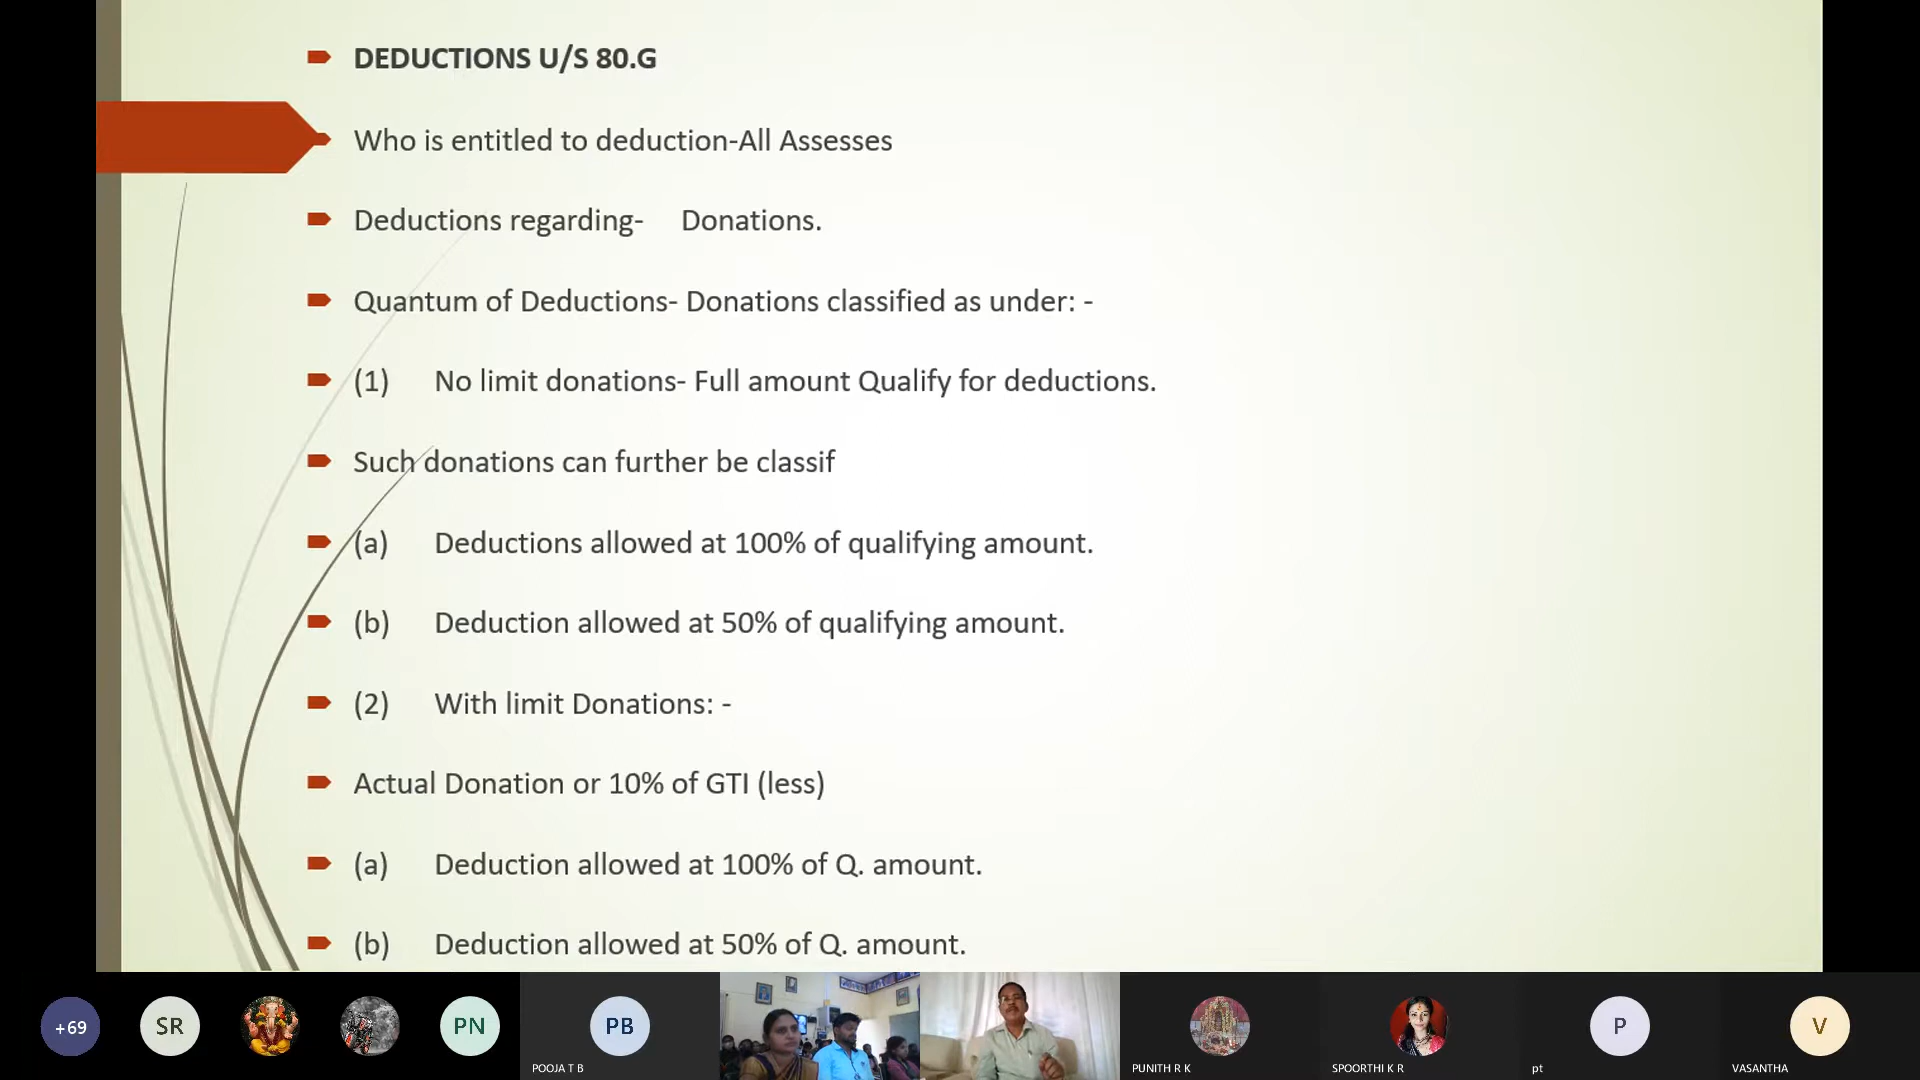 DEDUCTIONS U/S 80.G
Who is entitled to deduction-All Assesses
Deductions regarding- Donations.
Quantum of Deductions- Donations classified as under: -
(1) No limit donations- Full amount Qualify for deductions.
Such donations can further be classif
(a) Deductions allowed at 100% of qualifying amount.
(b) Deduction allowed at 50% of qualifying amount.
(2) With limit Donations: -
Actual Donation or 10% of GTI (less)
(a) Deduction allowed at 100% of Q. amount.
(b) Deduction allowed at 50% of Q. amount.
+69
SR
PN
PB
P
V
POOJA T B
PUNITH R K
SPOORTHI K R
pt
VASANTHA